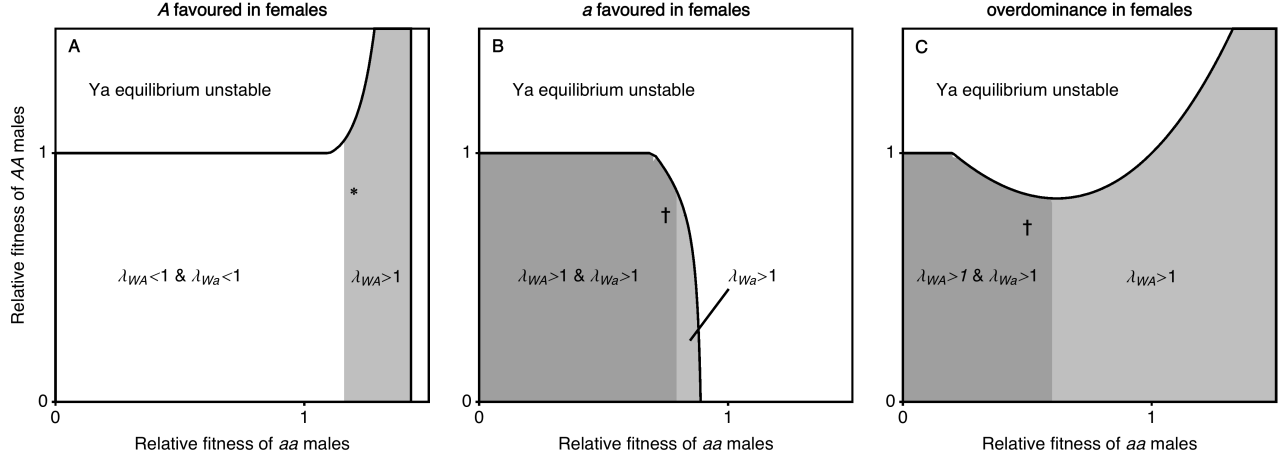 A favoured in females
a favoured in females
overdominance in females
A
Ya equilibrium unstable
λWA<1 & λWa<1
*
λWA>1
B
Ya equilibrium unstable
†
λWA>1 & λWa>1
λWa>1
C
Ya equilibrium unstable
†
λWA>1 & λWa>1
λWA>1
Relative fitness of AA males
1
0
0
1
1
0
0
1
1
0
0
1
Relative fitness of aa males
Relative fitness of aa males
Relative fitness of aa males